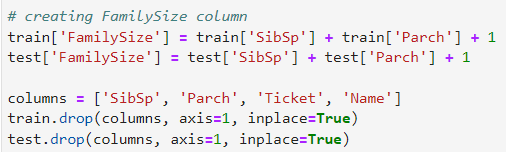 # creating FamilySize column
train['FamilySize'] = train['SibSp'] + train['Parch'] + 1
test['FamilySize'] = test['SibSp'] + test['Parch'] + 1
columns = ['SibSp', 'Parch', 'Ticket', 'Name']
train.drop(columns, axis=1, inplace=True)
test.drop(columns, axis=1, inplace=True)